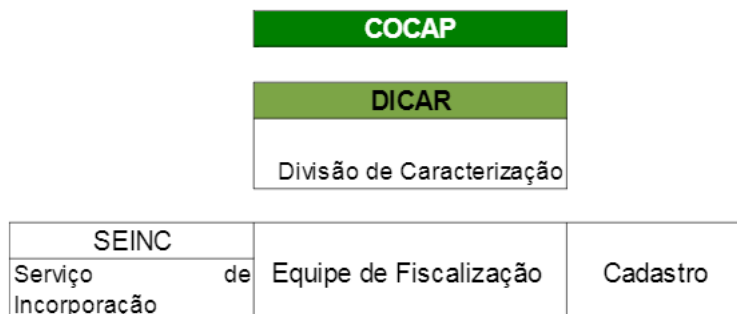 COCAP
DICAR
Divisão de Caracterização
SEINC
Serviço de
Incorporação
Equipe de Fiscalização
Cadastro